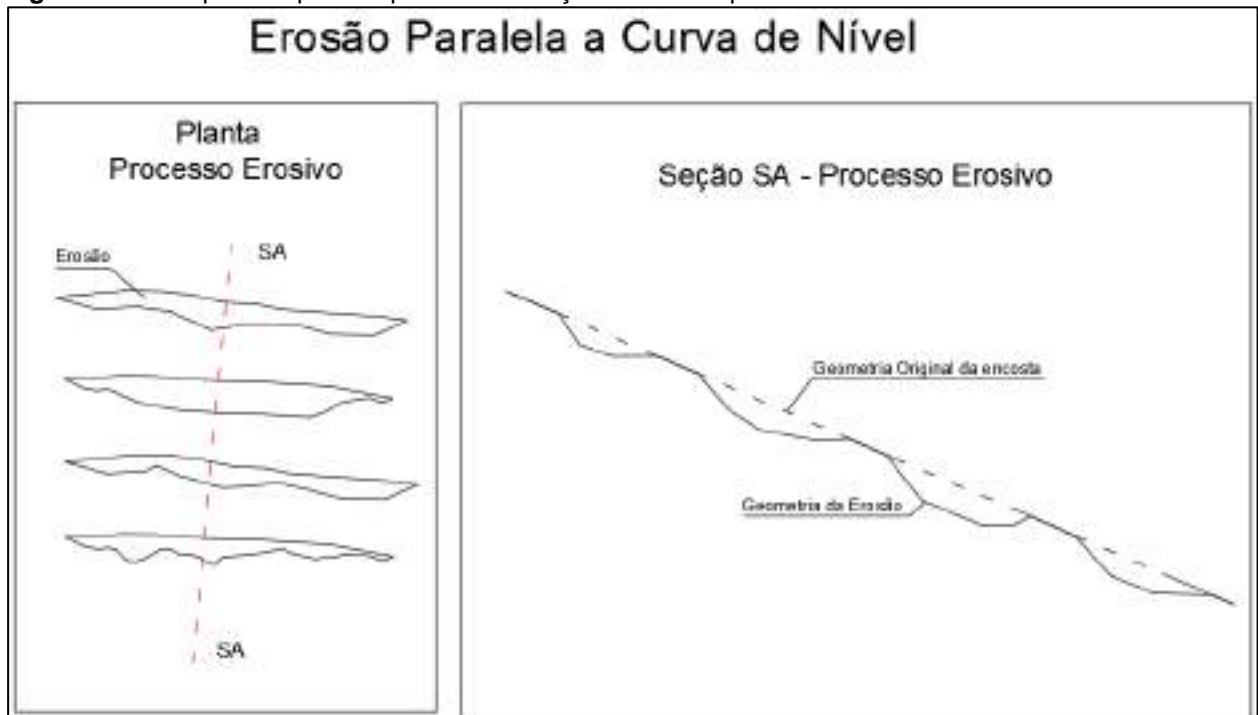 Erosão Paralela a Curva de Nível
Planta
Processo Erosivo
Erosão
SA
SA
Seção SA - Processo Erosivo
Geometria Original da encosta
Geometria da Erosão